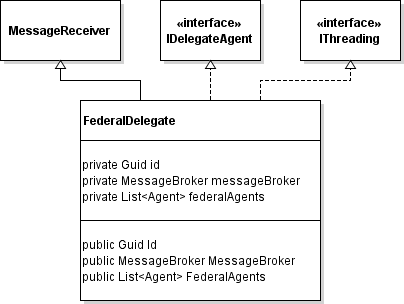 MessageReceiver
«interface»
IDelegateAgent
«interface»
IThreading
FederalDelegate
private Guid id
private MessageBroker messageBroker
private List<Agent> federalAgents
public Guid Id
public MessageBroker MessageBroker
public List<Agent> FederalAgents